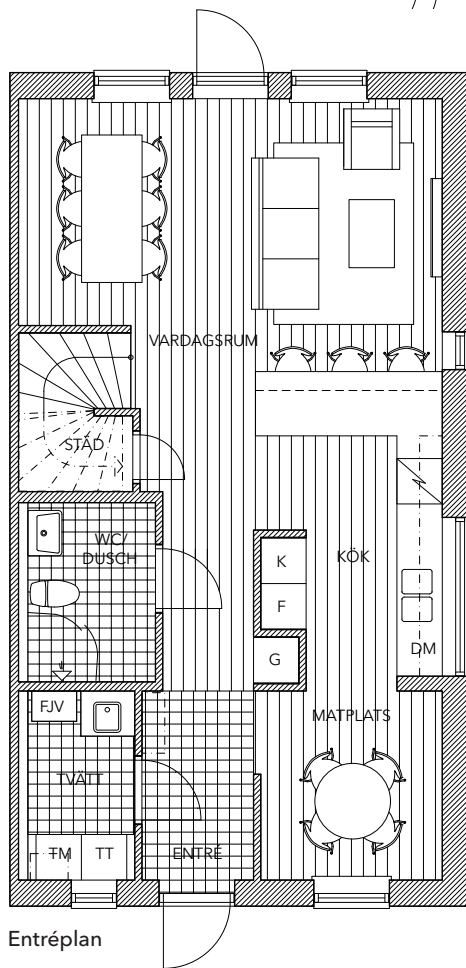 VARDAGSRUM
STÄD
WC/
DUSCH
K
KÖK
F
G
DM
FJV
MATPLATS
TVÄTT
TM
TT
ENTRÉ
Entréplan